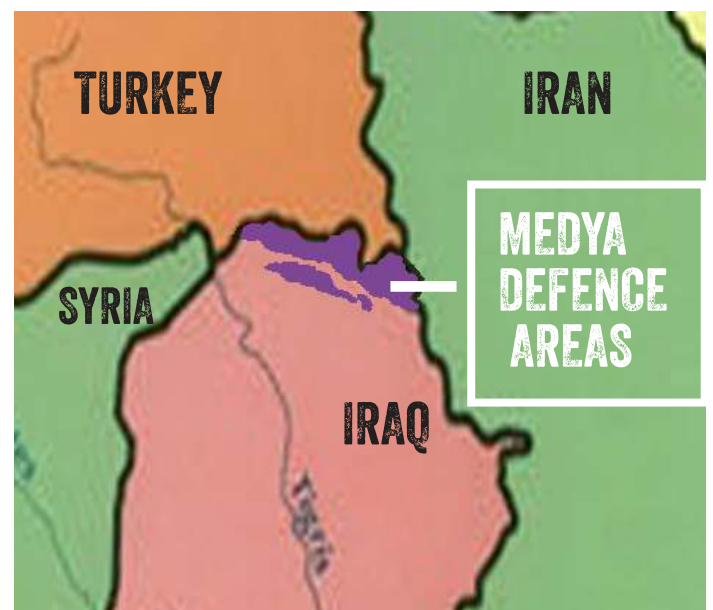 TURKEY
IRAN
MEDYA
DEFENCE
AREAS
SYRIA
IRAQ
Tigris